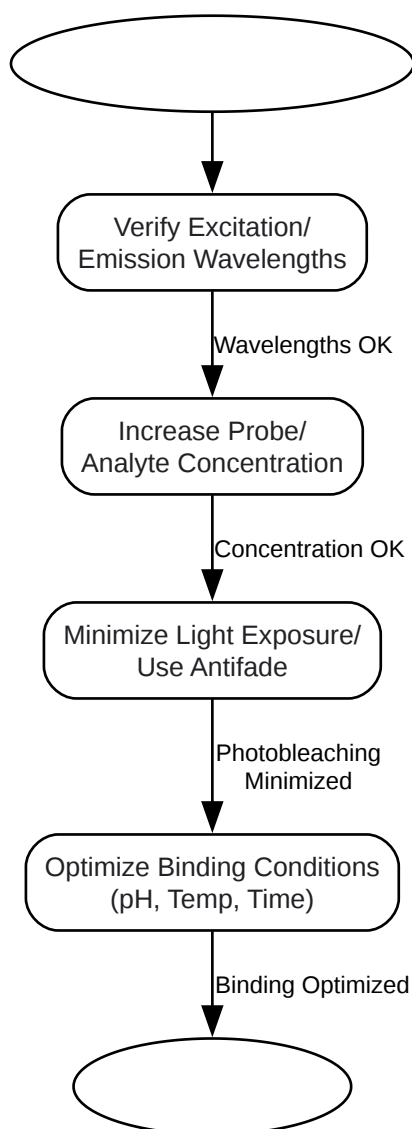 Verify Excitation/
Emission Wavelengths
Wavelengths OK
Increase Probe/
Analyte Concentration
Concentration OK
Minimize Light Exposure/
Use Antifade
Photobleaching
Minimized
Optimize Binding Conditions
(pH, Temp, Time)
Binding Optimized